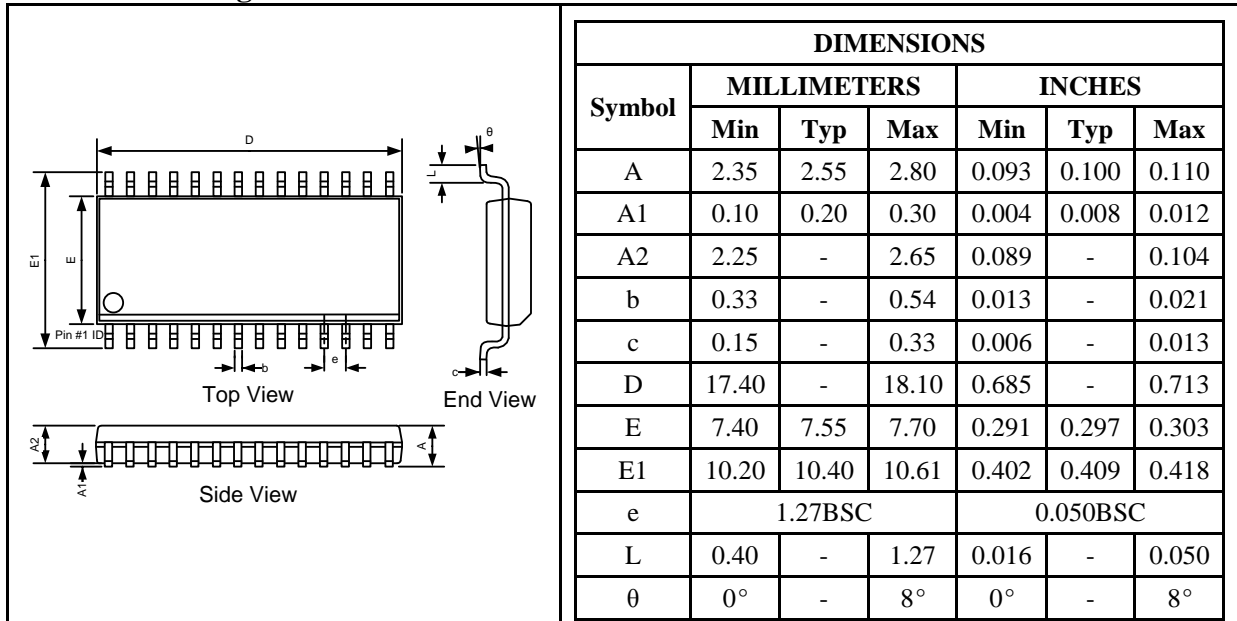 D
θ
L
E1
E
Pin #1 ID
b
e
c
Top View
End View
A2
A1
A
Side View
DIMENSIONS
Symbol MILLIMETERS INCHES
Min Typ Max Min Typ Max
A 2.35 2.55 2.80 0.093 0.100 0.110
A1 0.10 0.20 0.30 0.004 0.008 0.012
A2 2.25 - 2.65 0.089 - 0.104
b 0.33 - 0.54 0.013 - 0.021
c 0.15 - 0.33 0.006 - 0.013
D 17.40 - 18.10 0.685 - 0.713
E 7.40 7.55 7.70 0.291 0.297 0.303
E1 10.20 10.40 10.61 0.402 0.409 0.418
e 1.27BSC 0.050BSC
L 0.40 - 1.27 0.016 - 0.050
θ 0° - 8° 0° - 8°